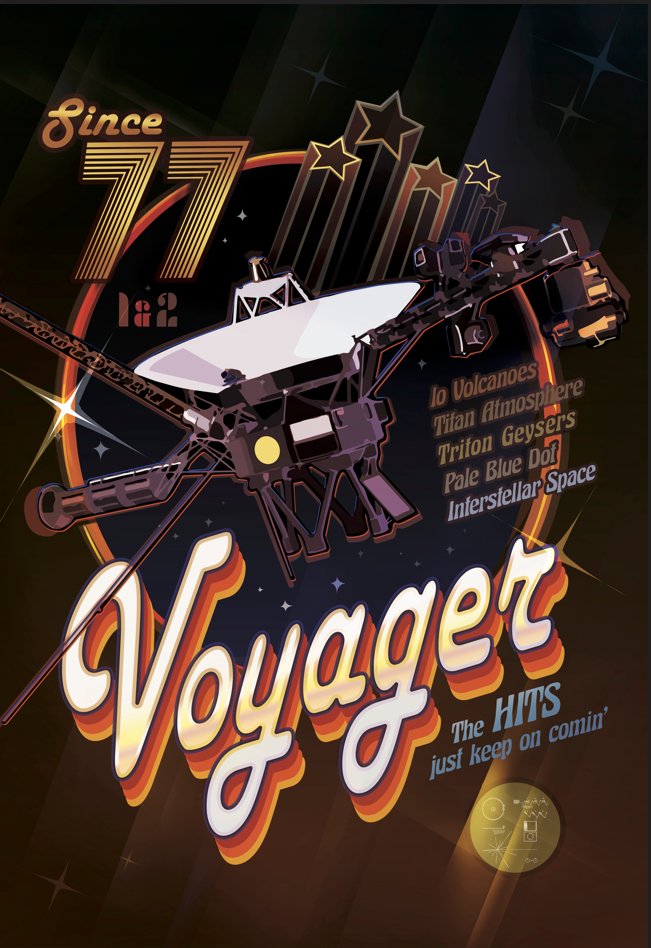 Since
77
1&2
Io Volcanoes
Titan Atmosphere
Triton Geysers
Pale Blue Dot
Interstellar Space
Voyager
The HITS
just keep on comin'